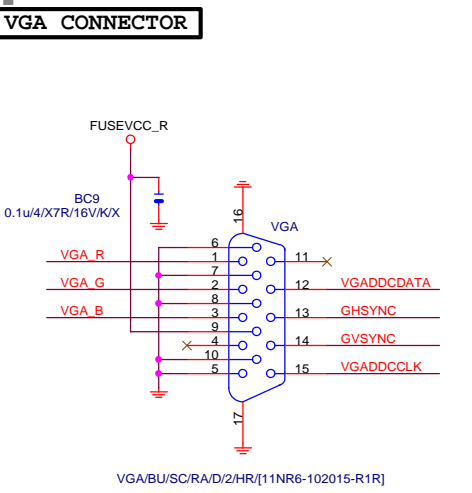 VGA CONNECTOR
FUSEVCC_R
BC9
0.1u/4/X7R/16V/K/X
16
VGA
6
VGA_R 1 11
7
VGA_G 2 12 VGADDCDATA
8
VGA_B 3 13 GHSYNC
9
4 14 GVSYNC
10
5 15 VGADDCCLK
17
VGA/BU/SC/RA/D/2/HR/[11NR6-102015-R1R]